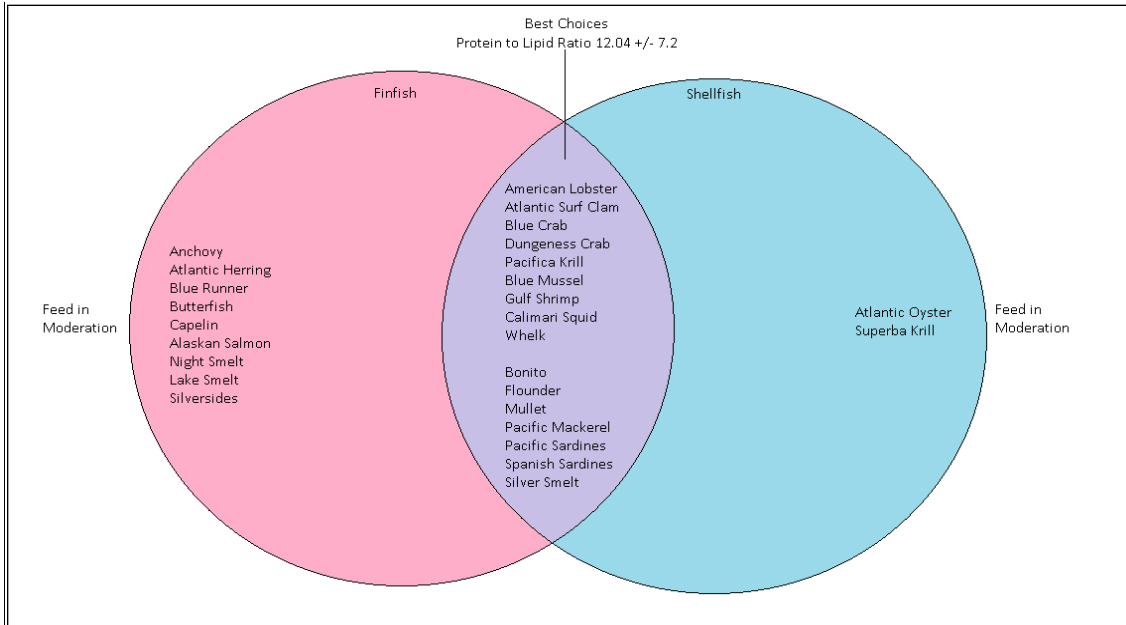 Best Choices
Protein to Lipid Ratio 12.04 +/- 7.2
Finfish
Shellfish
American Lobster
Atlantic Surf Clam
Blue Crab
Dungeness Crab
Pacifica Krill
Blue Mussel
Gulf Shrimp
Calimari Squid
Whelk
Bonito
Flounder
Mullet
Pacific Mackerel
Pacific Sardines
Spanish Sardines
Silver Smelt
Anchovy
Atlantic Herring
Blue Runner
Butterfish
Capelin
Alaskan Salmon
Night Smelt
Lake Smelt
Silversides
Feed in
Moderation
Atlantic Oyster
Superba Krill
Feed in
Moderation